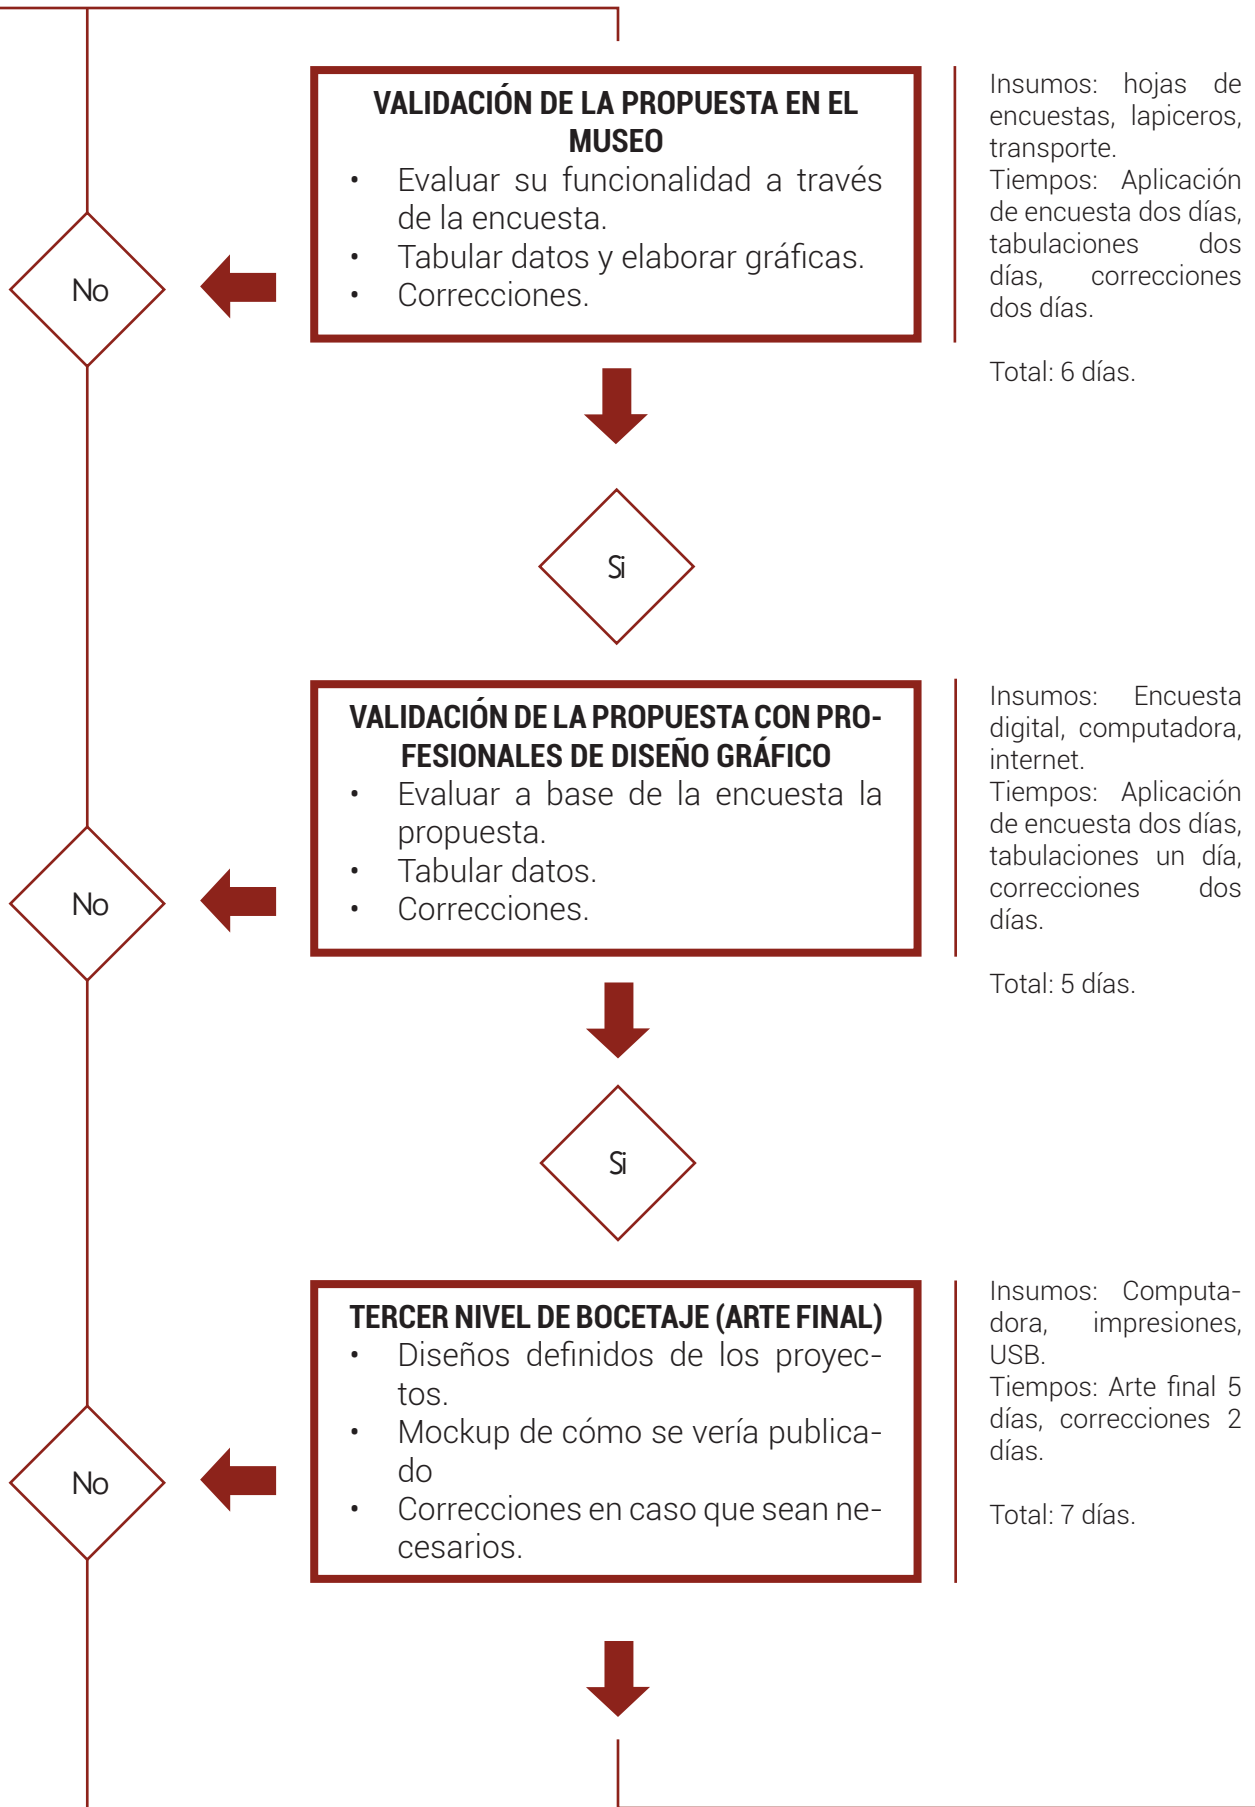 VALIDACIÓN DE LA PROPUESTA EN EL
MUSEO
• Evaluar su funcionalidad a través
de la encuesta.
• Tabular datos y elaborar gráficas.
• Correcciones.
Insumos: hojas de
encuestas, lapiceros,
transporte.
Tiempos: Aplicación
de encuesta dos días,
tabulaciones dos
días, correcciones
dos días.
Total: 6 días.
No
Si
VALIDACIÓN DE LA PROPUESTA CON PRO-
FESIONALES DE DISEÑO GRÁFICO
• Evaluar a base de la encuesta la
propuesta.
• Tabular datos.
• Correcciones.
Insumos: Encuesta
digital, computadora,
internet.
Tiempos: Aplicación
de encuesta dos días,
tabulaciones un día,
correcciones dos
días.
Total: 5 días.
No
Si
TERCER NIVEL DE BOCETAJE (ARTE FINAL)
• Diseños definidos de los proyec-
tos.
• Mockup de cómo se vería publica-
do
• Correcciones en caso que sean ne-
cesarios.
Insumos: Computa-
dora, impresiones,
USB.
Tiempos: Arte final 5
días, correcciones 2
días.
Total: 7 días.
No